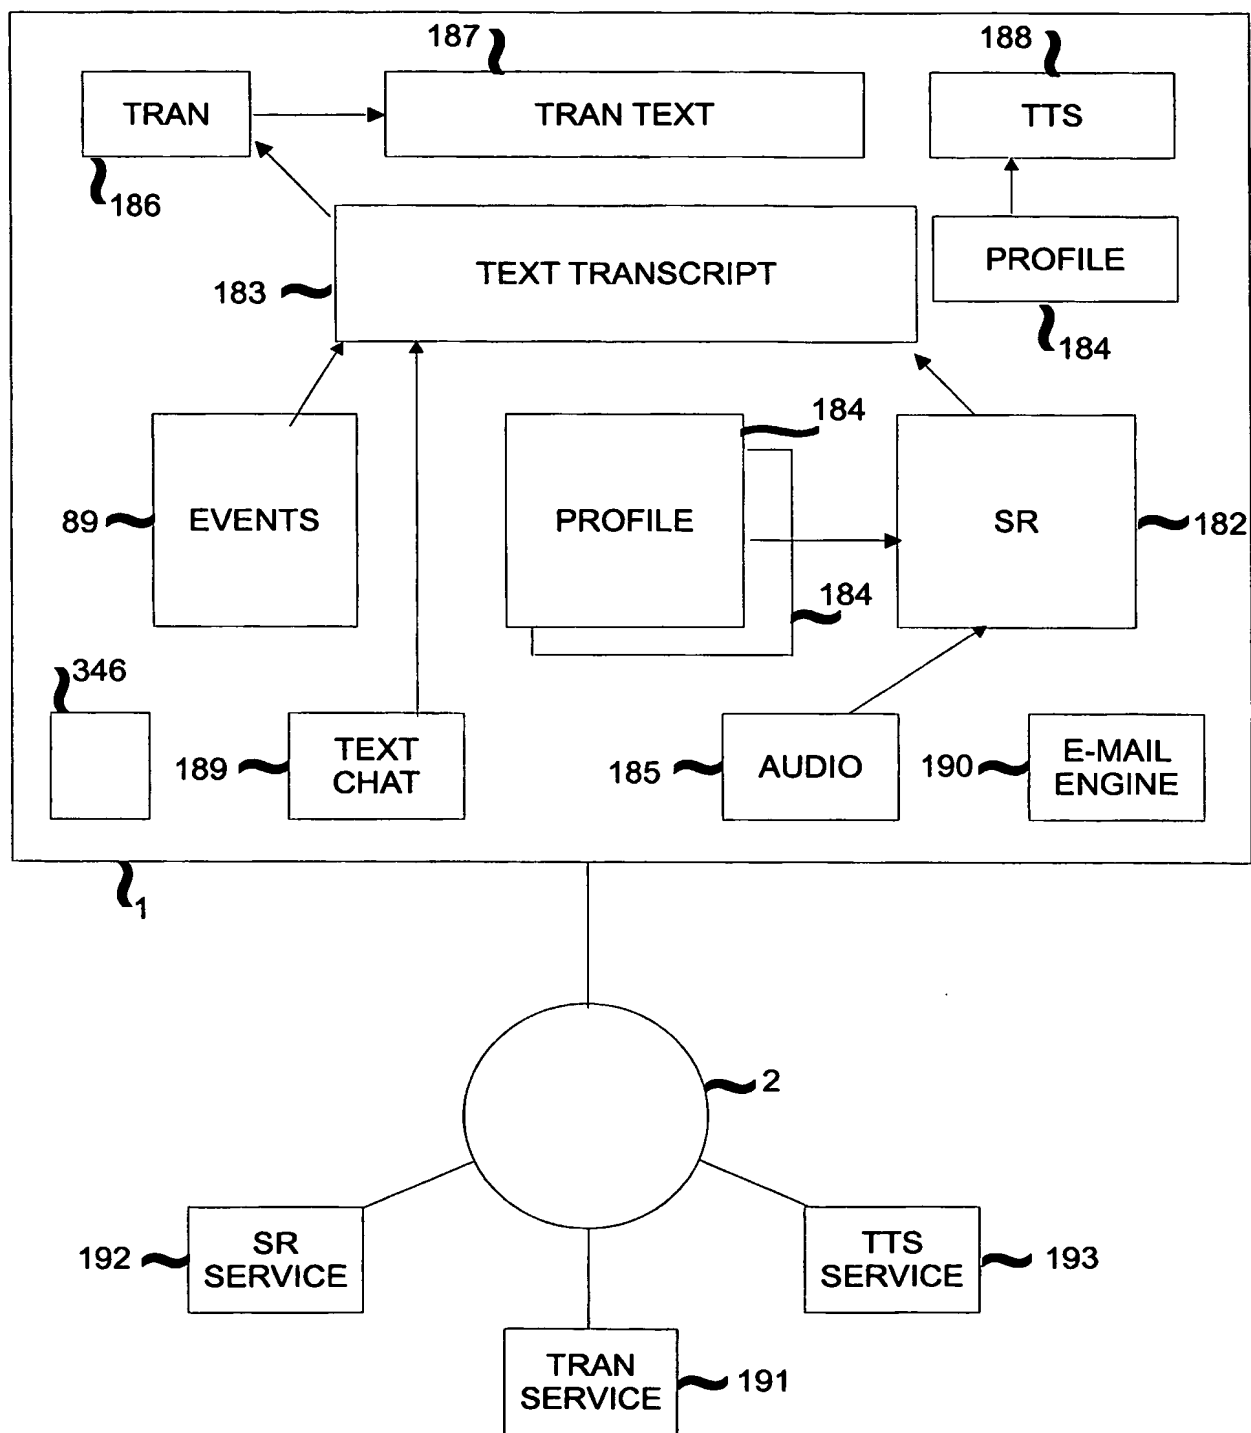 187
188
TRAN
TRAN TEXT
TTS
186
TEXT TRANSCRIPT
PROFILE
183
184
184
89
EVENTS
PROFILE
SR
182
184
346
189
TEXT
CHAT
185
AUDIO
190
E-MAIL
ENGINE
1
2
192
SR
SERVICE
TTS
SERVICE
193
TRAN
SERVICE
191